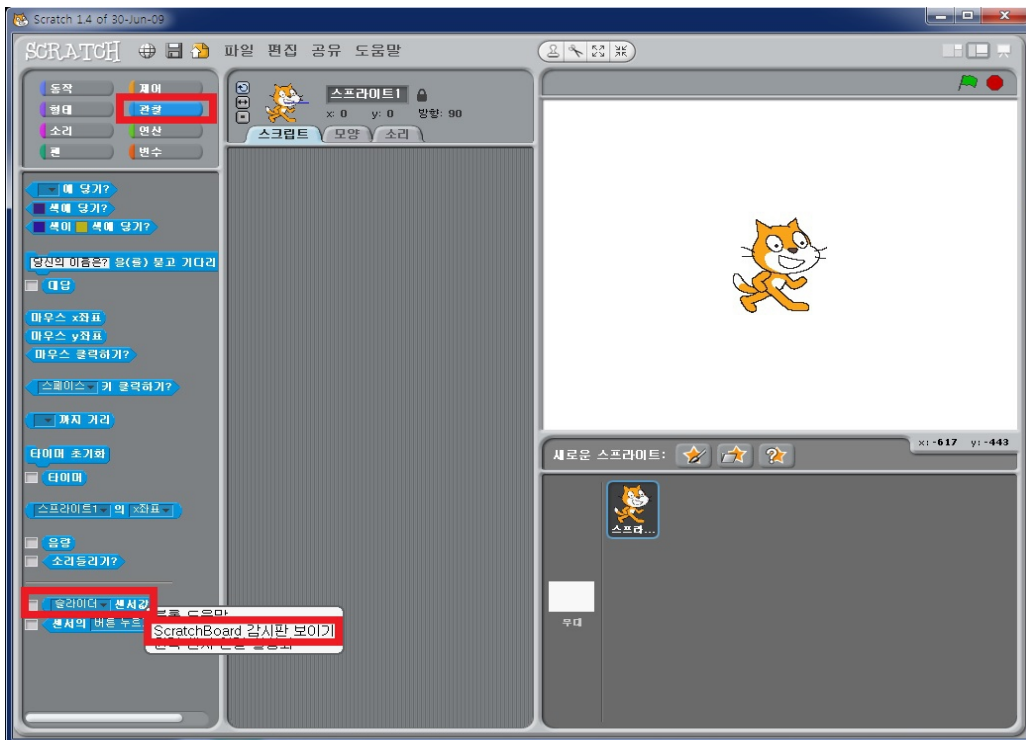 Scratch 1.4 of 30-Jun-09
SCRATCH 파일 편집 공유 도움말
동작 제어
형태 관찰
소리 연산
펜 변수
스프라이트1
x: 0 y: 0 방향: 90
스크립트 모양 소리
에 닿기?
색에 닿기?
색이 색에 닿기?
당신의 이름은? 을(를) 묻고 기다리
대답
마우스 x좌표
마우스 y좌표
마우스 클릭하기?
스페이스 키 클릭하기?
까지 거리
타이머 초기화
타이머
스프라이트1 의 x좌표
음량
소리들리기?
슬라이더 센서값
센서의 버튼 누르
ScratchBoard 감시판 보이기
x: -617 y: -443
새로운 스프라이트:
스프라...
무대